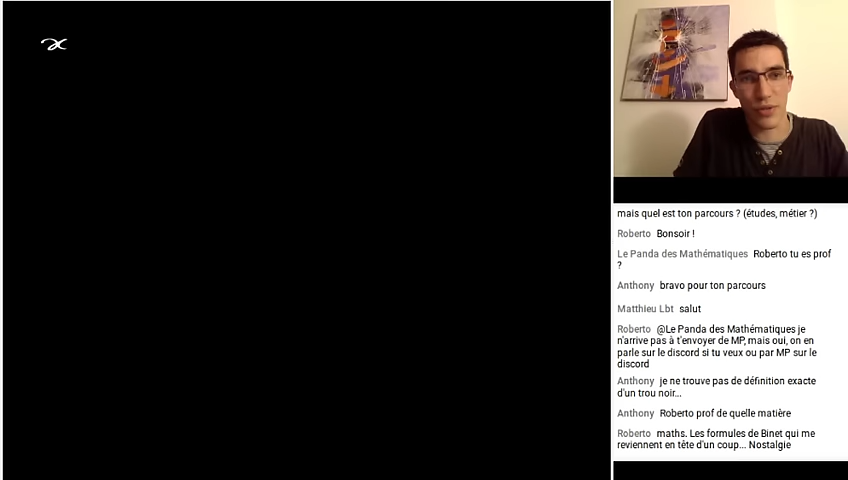 x
mais quel est ton parcours ? (études, métier ?)
Roberto Bonsoir !
Le Panda des Mathématiques Roberto tu es prof
?
Anthony bravo pour ton parcours
Matthieu Lbt salut
Roberto @Le Panda des Mathématiques je
n'arrive pas à t'envoyer de MP, mais oui, on en
parle sur le discord si tu veux ou par MP sur le
discord
Anthony je ne trouve pas de définition exacte
d'un trou noir...
Anthony Roberto prof de quelle matière
Roberto maths. Les formules de Binet qui me
reviennent en tête d'un coup... Nostalgie